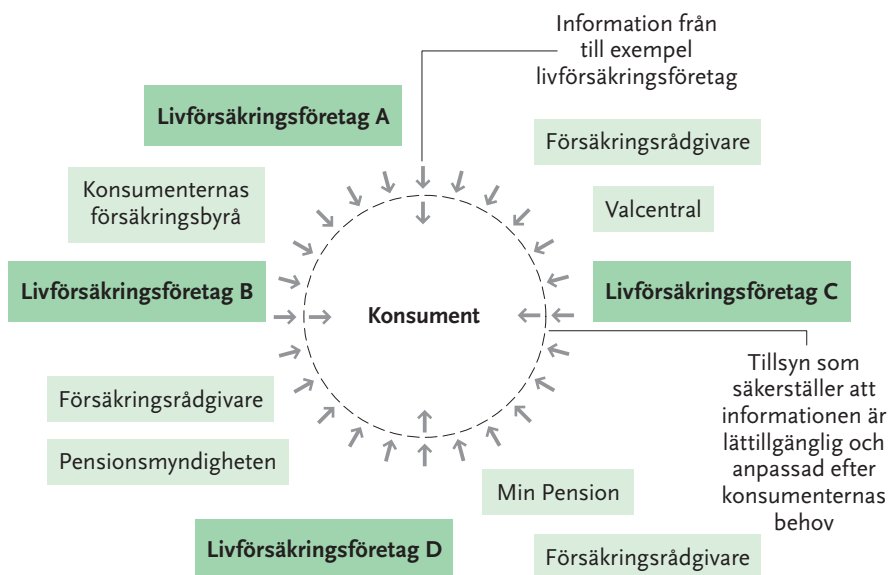 Information från
till exempel
livförsäkringsföretag
Livförsäkringsföretag A
Försäkringsrådgivare
Konsumenternas
försäkringsbyrå
Valcentral
Livförsäkringsföretag B
Konsument
Livförsäkringsföretag C
Tillsyn som
säkerställer att
informationen är
lättillgänglig och
anpassad efter
konsumenternas
behov
Försäkringsrådgivare
Pensionsmyndigheten
Min Pension
Livförsäkringsföretag D
Försäkringsrådgivare